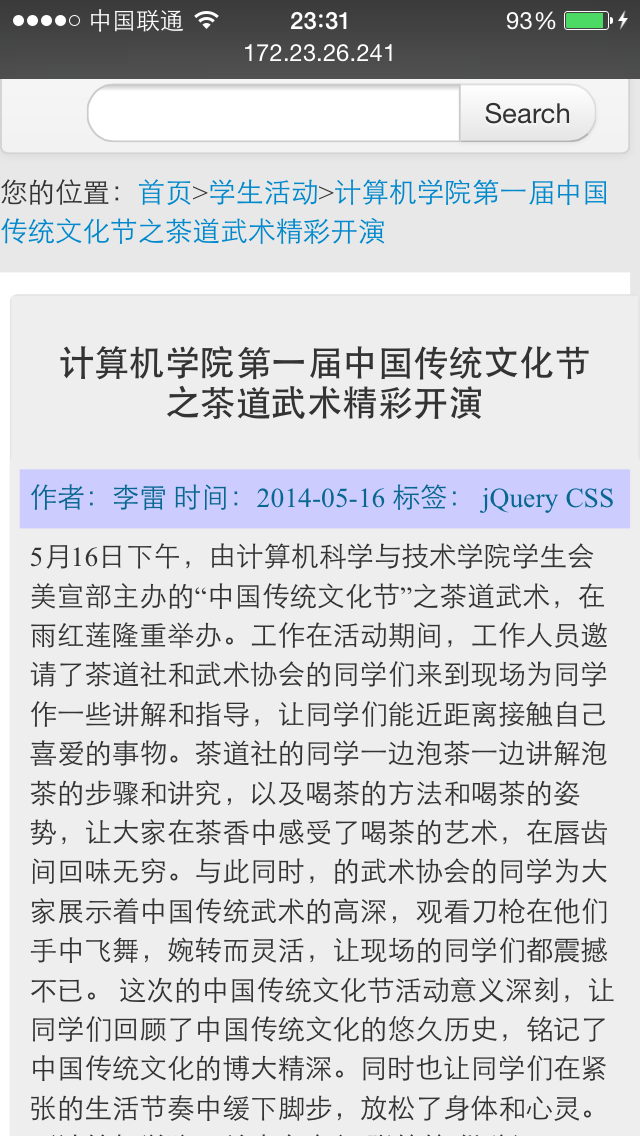 中国联通 23:31 93%
172.23.26.241
Search
您的位置：首页>学生活动>计算机学院第一届中国
传统文化节之茶道武术精彩开演
计算机学院第一届中国传统文化节
之茶道武术精彩开演
作者：李雷 时间：2014-05-16 标签： jQuery CSS
5月16日下午，由计算机科学与技术学院学生会
美宣部主办的“中国传统文化节”之茶道武术，在
雨红莲隆重举办。工作在活动期间，工作人员邀
请了茶道社和武术协会的同学们来到现场为同学
作一些讲解和指导，让同学们能近距离接触自己
喜爱的事物。茶道社的同学一边泡茶一边讲解泡
茶的步骤和讲究，以及喝茶的方法和喝茶的姿
势，让大家在茶香中感受了喝茶的艺术，在唇齿
间回味无穷。与此同时，的武术协会的同学为大
家展示着中国传统武术的高深，观看刀枪在他们
手中飞舞，婉转而灵活，让现场的同学们都震撼
不已。 这次的中国传统文化节活动意义深刻，让
同学们回顾了中国传统文化的悠久历史，铭记了
中国传统文化的博大精深。同时也让同学们在紧
张的生活节奏中缓下脚步，放松了身体和心灵。